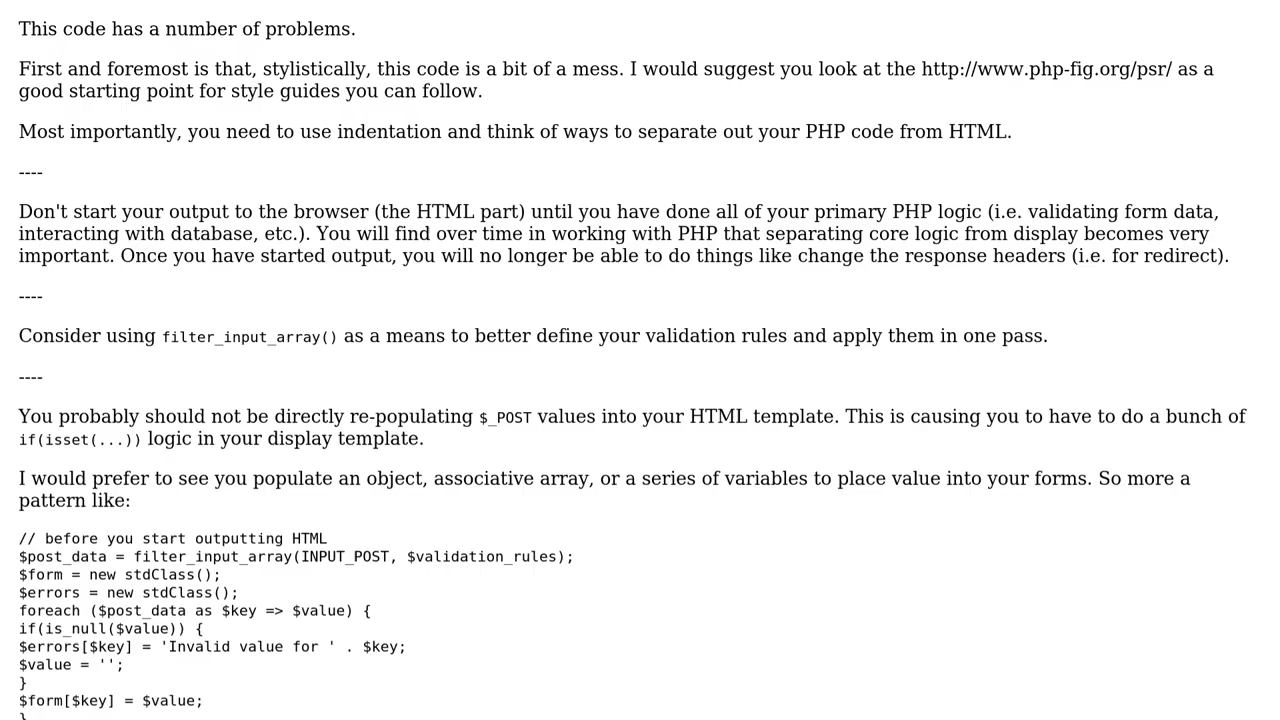 This code has a number of problems.
First and foremost is that, stylistically, this code is a bit of a mess. I would suggest you look at the http://www.php-fig.org/psr/ as a
good starting point for style guides you can follow.
Most importantly, you need to use indentation and think of ways to separate out your PHP code from HTML.
----
Don't start your output to the browser (the HTML part) until you have done all of your primary PHP logic (i.e. validating form data,
interacting with database, etc.). You will find over time in working with PHP that separating core logic from display becomes very
important. Once you have started output, you will no longer be able to do things like change the response headers (i.e. for redirect).
----
Consider using filter_input_array() as a means to better define your validation rules and apply them in one pass.
----
You probably should not be directly re-populating $_POST values into your HTML template. This is causing you to have to do a bunch of
if(isset(...)) logic in your display template.
I would prefer to see you populate an object, associative array, or a series of variables to place value into your forms. So more a
pattern like:
// before you start outputting HTML
$post_data = filter_input_array(INPUT_POST, $validation_rules);
$form = new stdClass();
$errors = new stdClass();
foreach ($post_data as $key => $value) {
if(is_null($value)) {
$errors[$key] = 'Invalid value for ' . $key;
$value = '';
}
$form[$key] = $value;
}